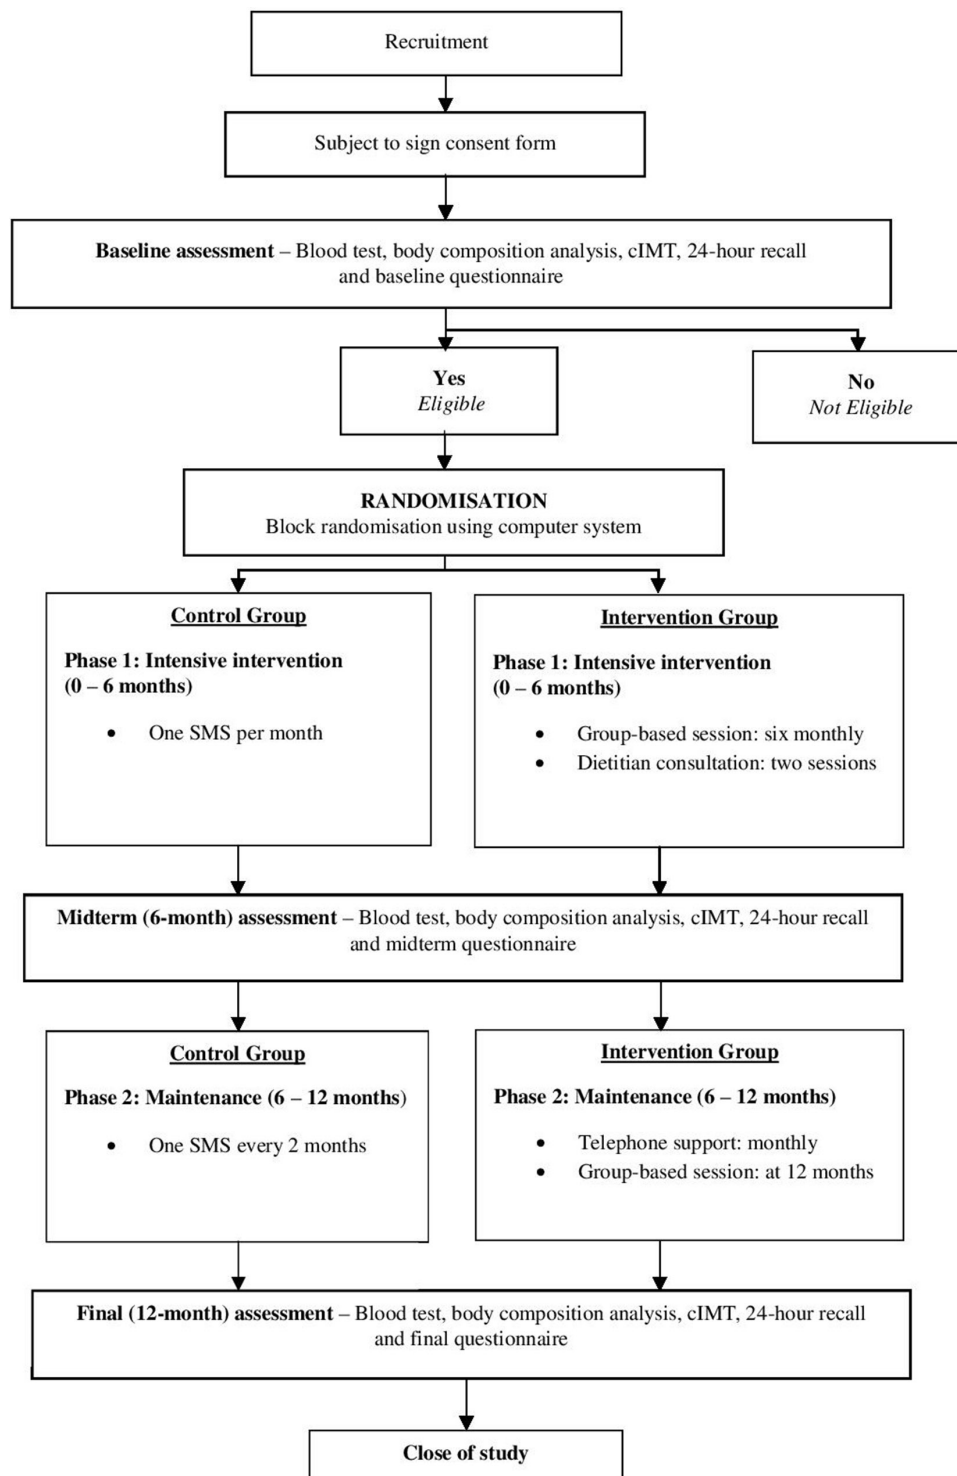 Recruitment
Subject to sign consent form
Baseline assessment – Blood test, body composition analysis, cIMT, 24-hour recall
and baseline questionnaire
Yes
Eligible
No
Not Eligible
RANDOMISATION
Block randomisation using computer system
Control Group
Phase 1: Intensive intervention
(0 – 6 months)
• One SMS per month
Intervention Group
Phase 1: Intensive intervention
(0 – 6 months)
• Group-based session: six monthly
• Dietitian consultation: two sessions
Midterm (6-month) assessment – Blood test, body composition analysis, cIMT, 24-hour recall
and midterm questionnaire
Control Group
Phase 2: Maintenance (6 – 12 months)
• One SMS every 2 months
Intervention Group
Phase 2: Maintenance (6 – 12 months)
• Telephone support: monthly
• Group-based session: at 12 months
Final (12-month) assessment – Blood test, body composition analysis, cIMT, 24-hour recall
and final questionnaire
Close of study